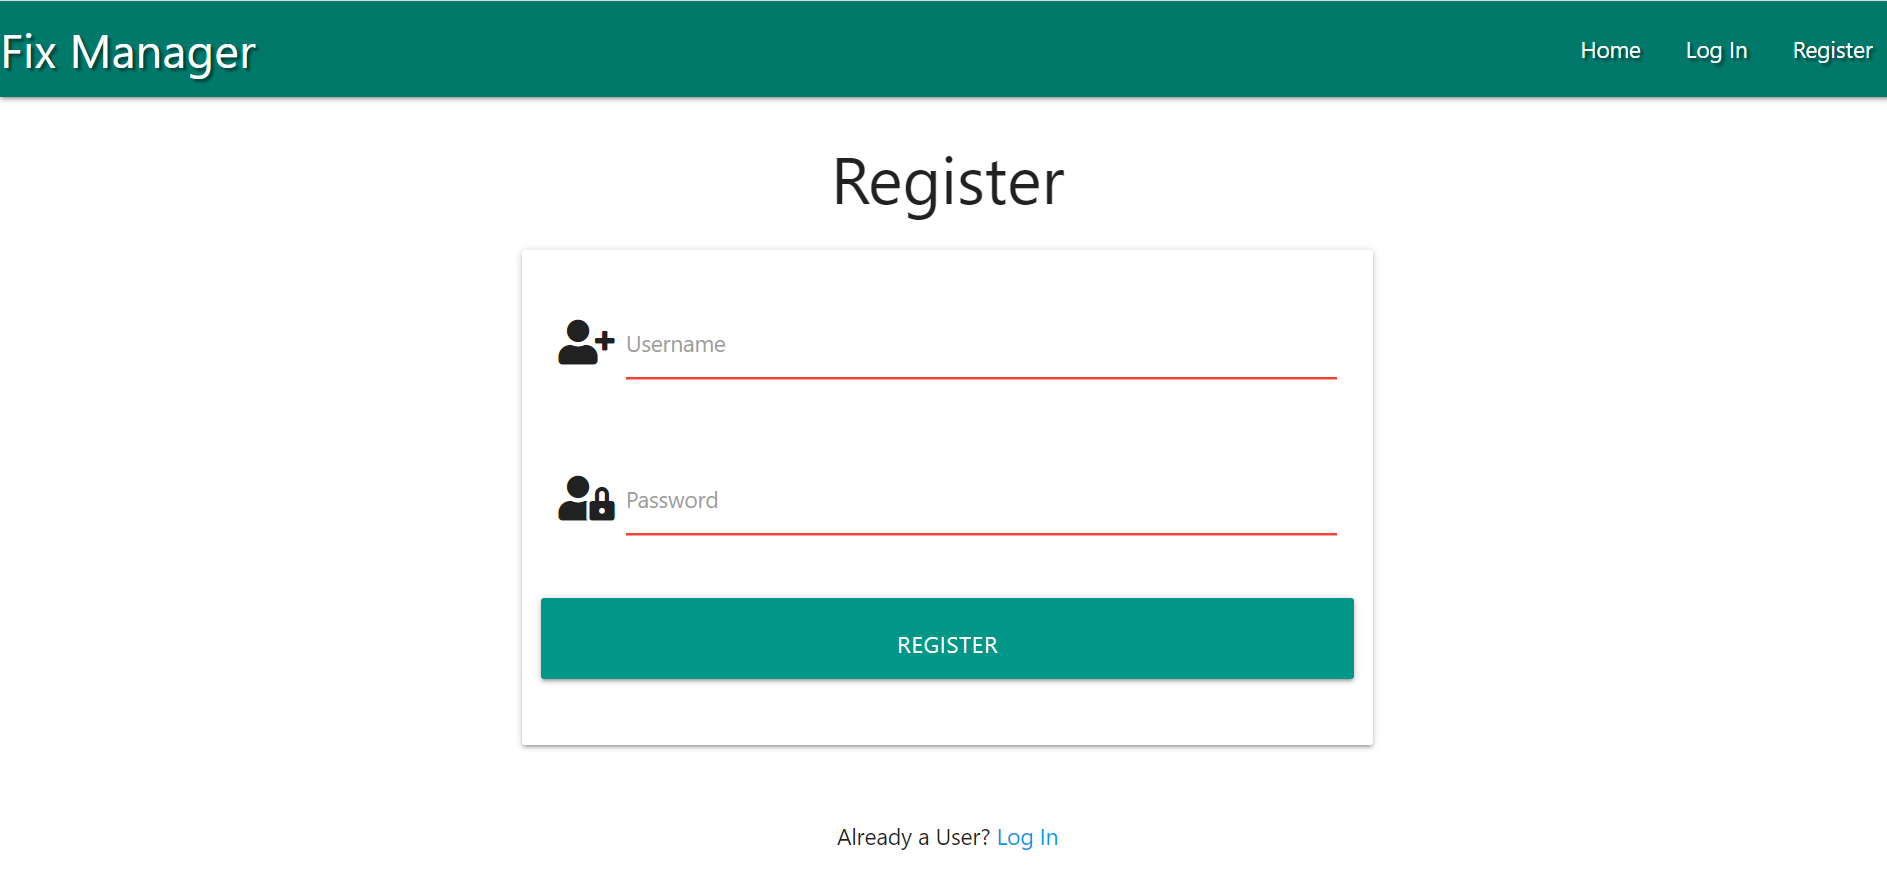 Fix Manager
Home
Log In
Register
Register
Username
Password
REGISTER
Already a User? Log In